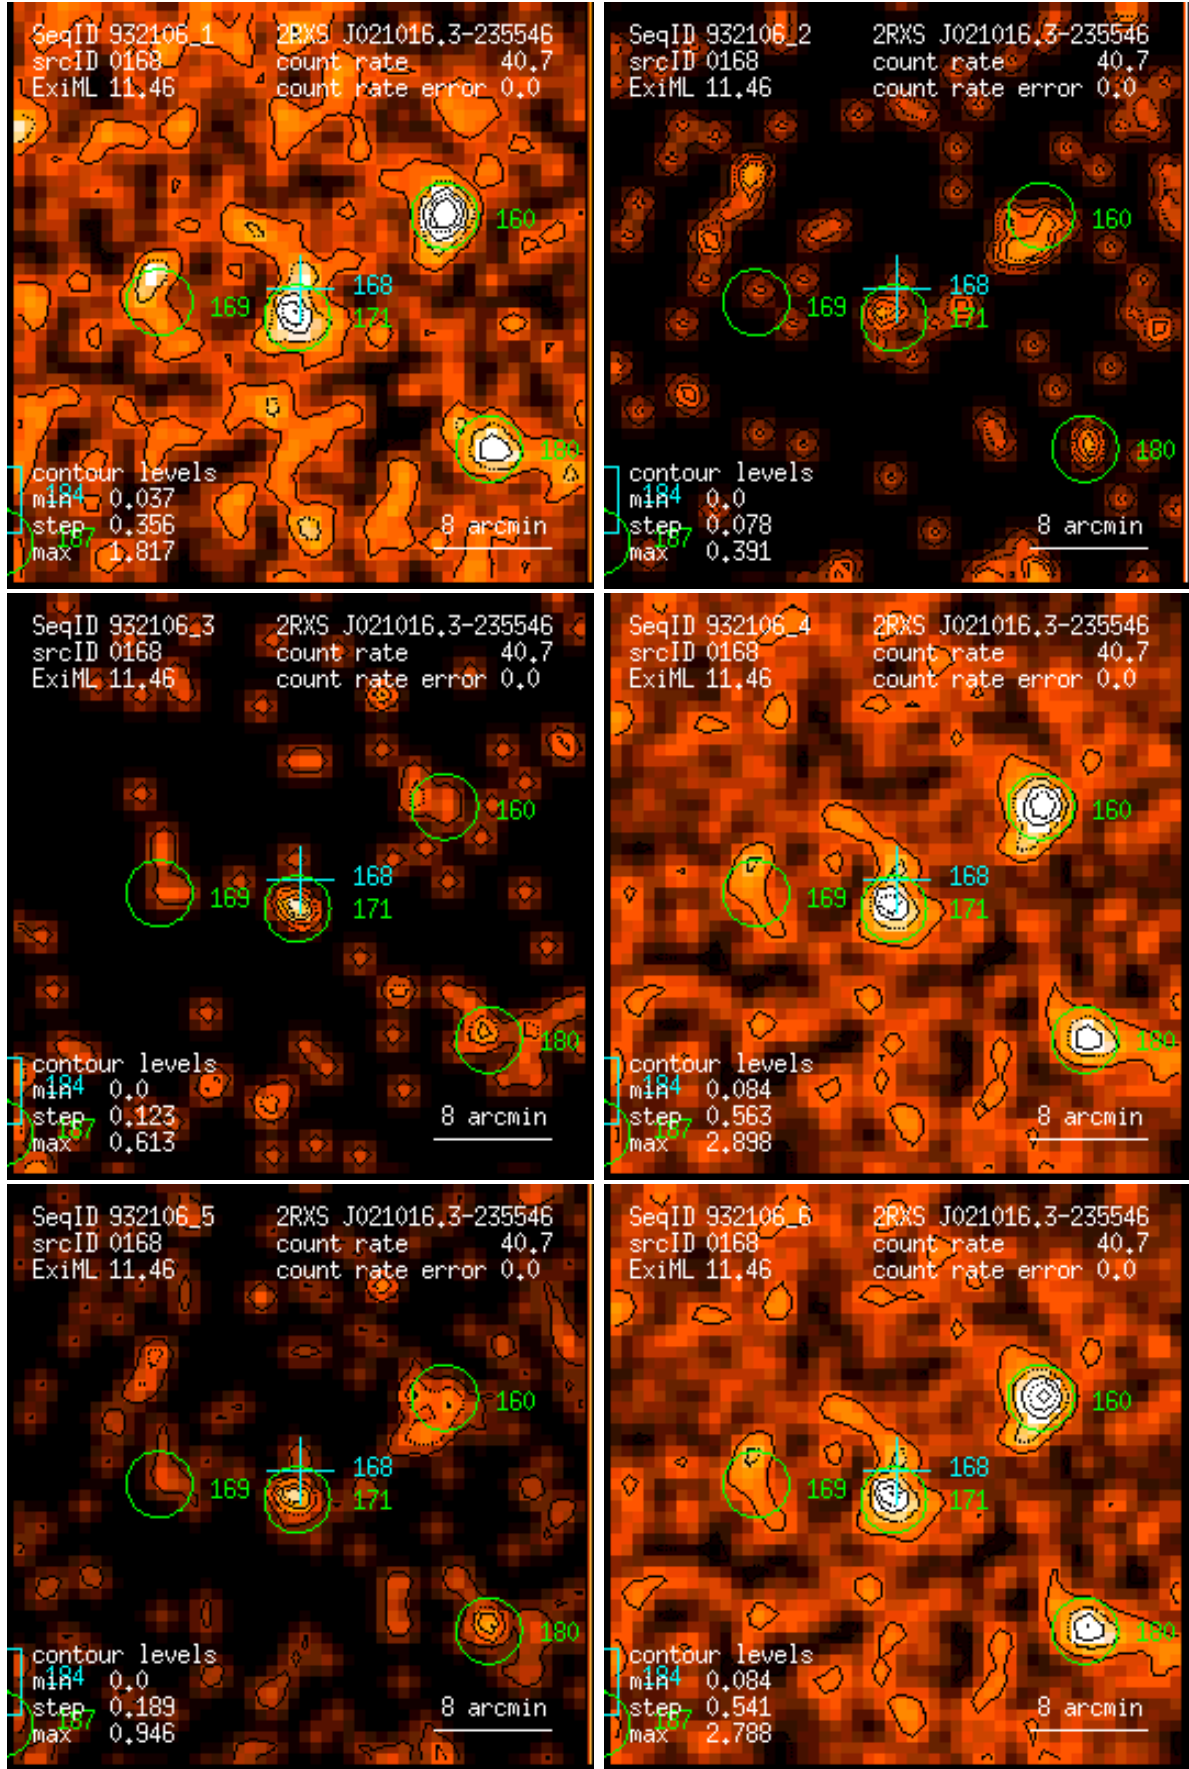 SeqID 932106_1 2RXS J021016.3-235546
srcID 0168 count rate 40.7
ExiML 11.46 count rate error 0.0
160
168
169 171
180
contour levels
184
min 0.037
step 0.356 8 arcmin
187
max 1.817
SeqID 932106_2 2RXS J021016.3-235546
srcID 0168 count rate 40.7
ExiML 11.46 count rate error 0.0
160
168
169 171
180
contour levels
184
min 0.0
step 0.078 8 arcmin
187
max 0.391
SeqID 932106_3 2RXS J021016.3-235546
srcID 0168 count rate 40.7
ExiML 11.46 count rate error 0.0
160
168
169 171
180
contour levels
184
min 0.0
step 0.123 8 arcmin
187
max 0.613
SeqID 932106_4 2RXS J021016.3-235546
srcID 0168 count rate 40.7
ExiML 11.46 count rate error 0.0
160
168
169 171
180
contour levels
184
min 0.084
step 0.563 8 arcmin
187
max 2.898
SeqID 932106_5 2RXS J021016.3-235546
srcID 0168 count rate 40.7
ExiML 11.46 count rate error 0.0
160
168
169 171
180
contour levels
184
min 0.0
step 0.189 8 arcmin
187
max 0.946
SeqID 932106_6 2RXS J021016.3-235546
srcID 0168 count rate 40.7
ExiML 11.46 count rate error 0.0
160
168
169 171
180
contour levels
184
min 0.084
step 0.541 8 arcmin
187
max 2.788